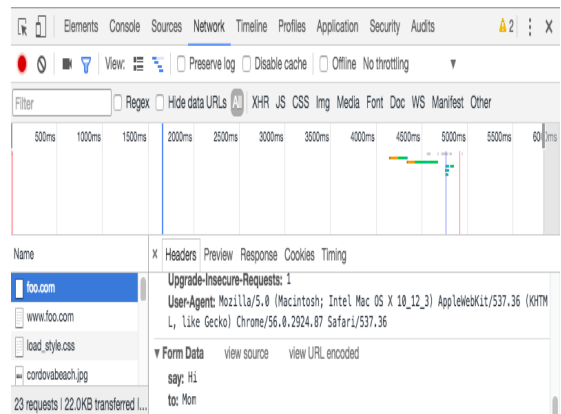 Elements Console Sources Network Timeline Profiles Application Security Audits 2
View: Preserve log Disable cache Offline No throttling
Filter Regex Hide data URLs All XHR JS CSS Img Media Font Doc WS Manifest Other
500ms 1000ms 1500ms 2000ms 2500ms 3000ms 3500ms 4000ms 4500ms 5000ms 5500ms
Name × Headers Preview Response Cookies Timing
foo.com
www.foo.com
load_style.css
cordovabeach.jpg
23 requests | 22.0KB transferred | ...
Upgrade-Insecure-Requests: 1
User-Agent: Mozilla/5.0 (Macintosh; Intel Mac OS X 10_12_3) AppleWebKit/537.36 (KHTM
L, like Gecko) Chrome/56.0.2924.87 Safari/537.36
Form Data view source view URL encoded
say: Hi
to: Mom